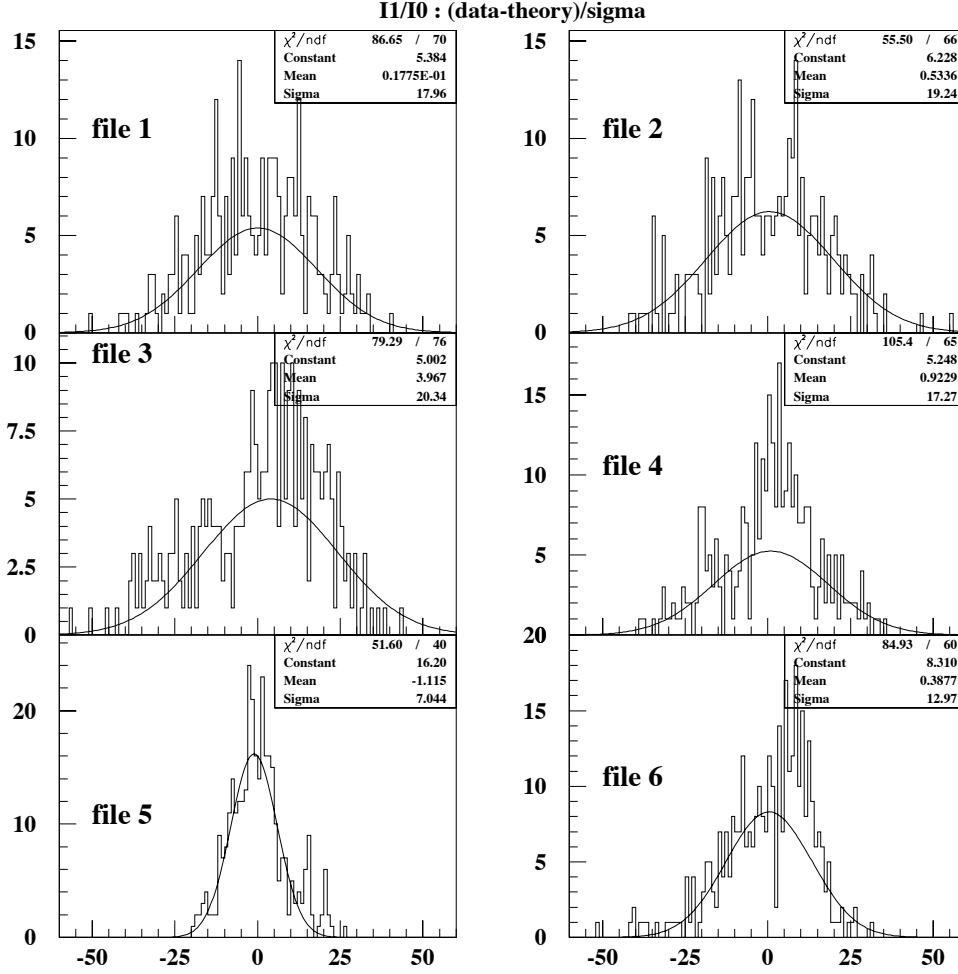 I1/I0 : (data-theory)/sigma
χ²/ndf 86.65 / 70
Constant 5.384
Mean 0.1775E-01
Sigma 17.96
file 1
15
10
5
0
χ²/ndf 55.50 / 66
Constant 6.228
Mean 0.5336
Sigma 19.24
file 2
15
10
5
0
χ²/ndf 79.29 / 76
Constant 5.002
Mean 3.967
Sigma 20.34
file 3
10
7.5
5
2.5
0
χ²/ndf 105.4 / 65
Constant 5.248
Mean 0.9229
Sigma 17.27
file 4
15
10
5
χ²/ndf 51.60 / 40
Constant 16.20
Mean -1.115
Sigma 7.044
file 5
20
10
0
-50 -25 0 25 50
χ²/ndf 84.93 / 60
Constant 8.310
Mean 0.3877
Sigma 12.97
file 6
20
15
10
5
0
-50 -25 0 25 50